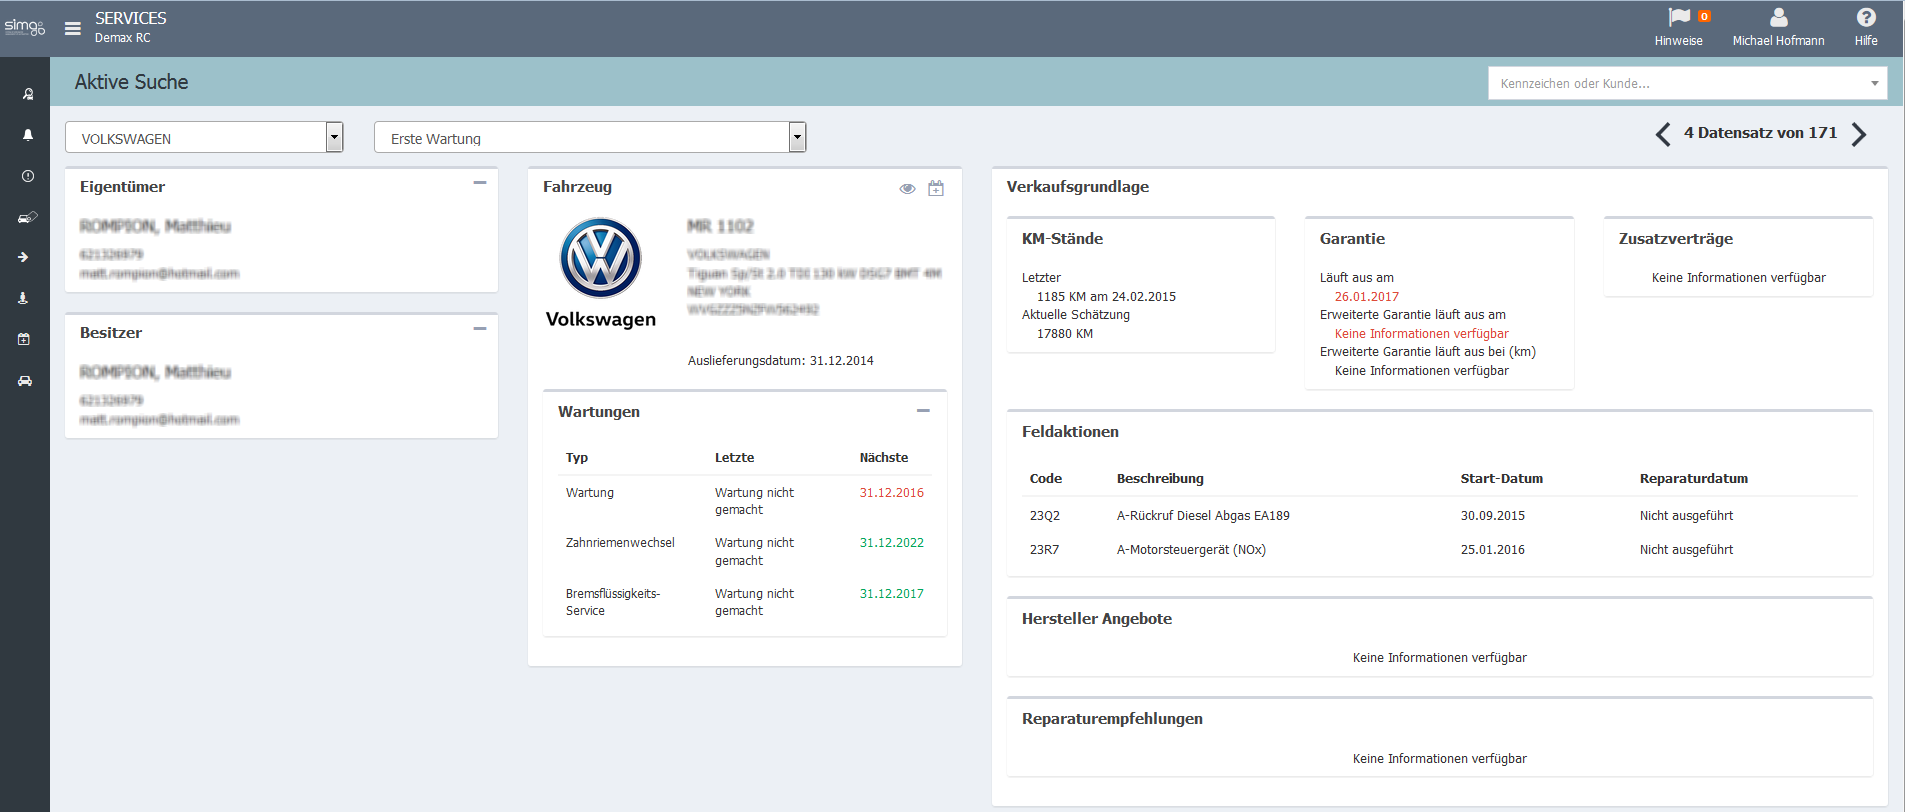 simgo
SERVICES
Demax RC
0
Hinweise
Michael Hofmann
Hilfe
Aktive Suche
Kennzeichen oder Kunde...
VOLKSWAGEN
Erste Wartung
4 Datensatz von 171
Eigentümer
Besitzer
Fahrzeug
Volkswagen
Auslieferungsdatum: 31.12.2014
Wartungen
Typ Letzte Nächste
Wartung Wartung nicht gemacht 31.12.2016
Zahnriemenwechsel Wartung nicht gemacht 31.12.2022
Bremsflüssigkeits-Service Wartung nicht gemacht 31.12.2017
Verkaufsgrundlage
KM-Stände
Letzter
1185 KM am 24.02.2015
Aktuelle Schätzung
17880 KM
Garantie
Läuft aus am
26.01.2017
Erweiterte Garantie läuft aus am
Keine Informationen verfügbar
Erweiterte Garantie läuft aus bei (km)
Keine Informationen verfügbar
Zusatzverträge
Keine Informationen verfügbar
Feldaktionen
Code Beschreibung Start-Datum Reparaturdatum
23Q2 A-Rückruf Diesel Abgas EA189 30.09.2015 Nicht ausgeführt
23R7 A-Motorsteuergerät (NOx) 25.01.2016 Nicht ausgeführt
Hersteller Angebote
Keine Informationen verfügbar
Reparaturempfehlungen
Keine Informationen verfügbar